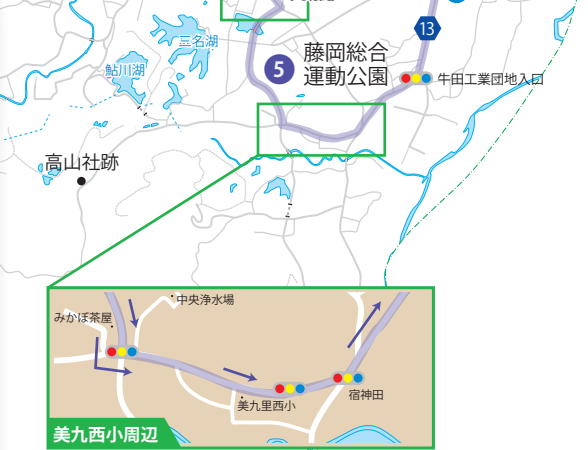 三名湖
鮎川湖
13
5
藤岡総合
運動公園
牛田工業団地入口
高山社跡
中央浄水場
みかぼ茶屋
美九里西小
宿神田
美九西小周辺